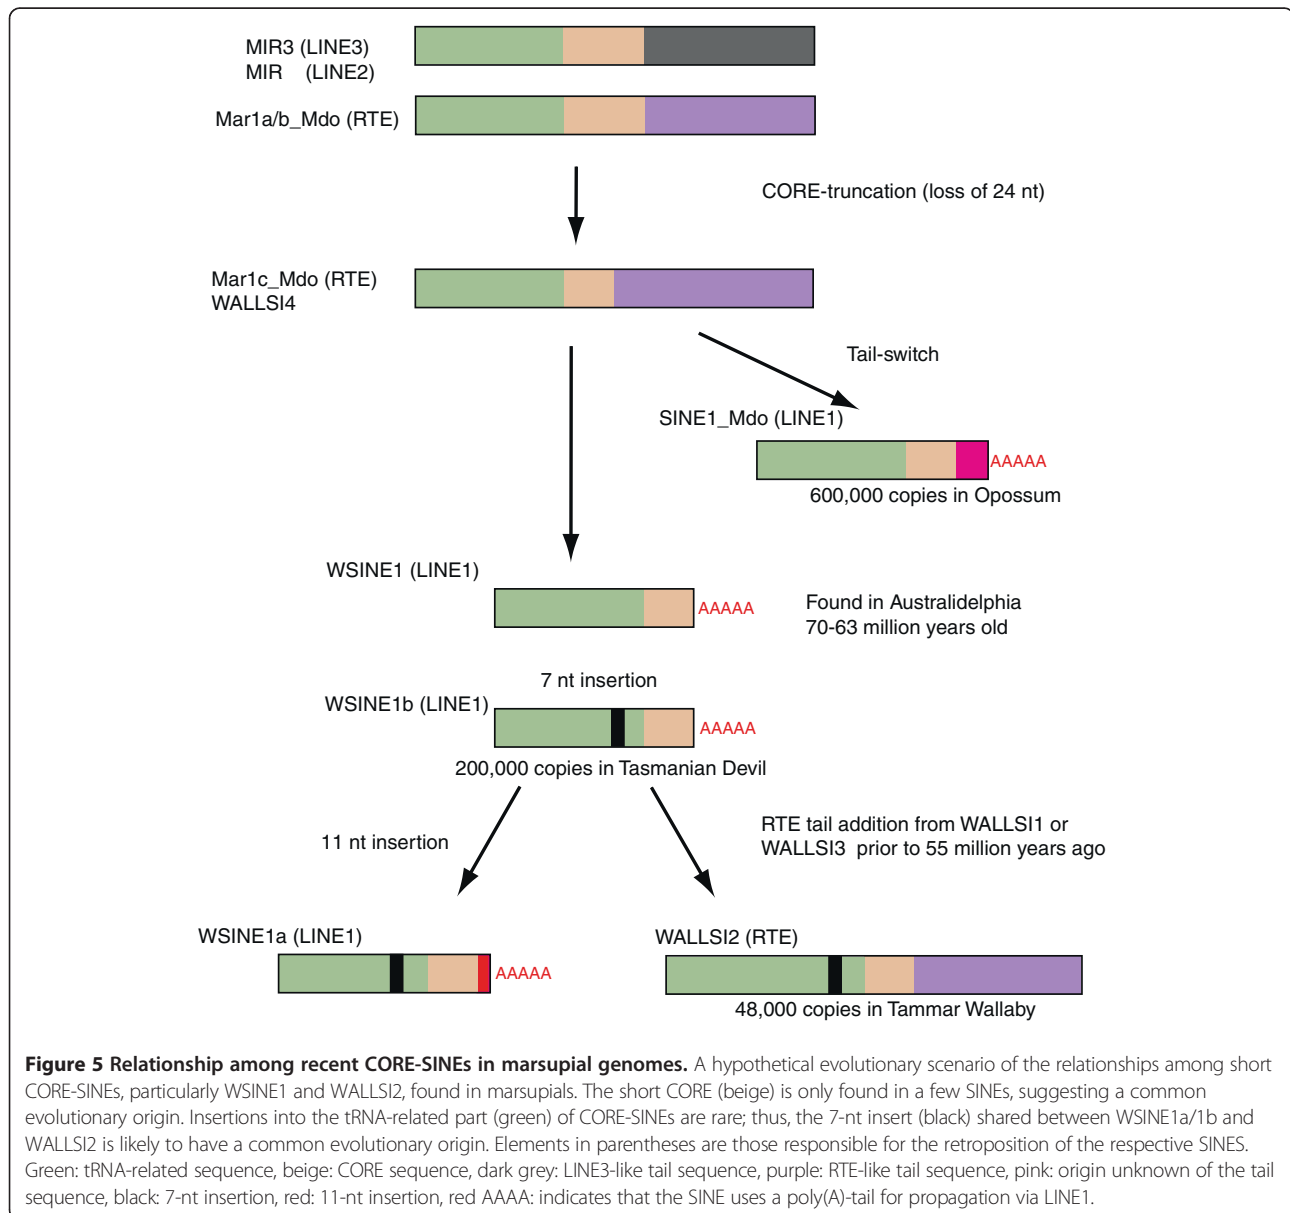 MIR3 (LINE3)
MIR (LINE2)
Mar1a/b_Mdo (RTE)
CORE-truncation (loss of 24 nt)
Mar1c_Mdo (RTE)
WALLSI4
Tail-switch
SINE1_Mdo (LINE1)
AAAAA
600,000 copies in Opossum
WSINE1 (LINE1)
AAAAA
Found in Australidelphia
70-63 million years old
7 nt insertion
WSINE1b (LINE1)
AAAAA
200,000 copies in Tasmanian Devil
11 nt insertion
RTE tail addition from WALLSI1 or
WALLSI3 prior to 55 million years ago
WSINE1a (LINE1)
AAAAA
WALLSI2 (RTE)
48,000 copies in Tammar Wallaby
Figure 5 Relationship among recent CORE-SINEs in marsupial genomes. A hypothetical evolutionary scenario of the relationships among short
CORE-SINEs, particularly WSINE1 and WALLSI2, found in marsupials. The short CORE (beige) is only found in a few SINEs, suggesting a common
evolutionary origin. Insertions into the tRNA-related part (green) of CORE-SINEs are rare; thus, the 7-nt insert (black) shared between WSINE1a/1b and
WALLSI2 is likely to have a common evolutionary origin. Elements in parentheses are those responsible for the retroposition of the respective SINES.
Green: tRNA-related sequence, beige: CORE sequence, dark grey: LINE3-like tail sequence, purple: RTE-like tail sequence, pink: origin unknown of the tail
sequence, black: 7-nt insertion, red: 11-nt insertion, red AAAA: indicates that the SINE uses a poly(A)-tail for propagation via LINE1.